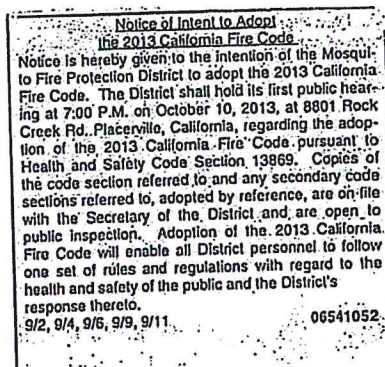 Notice of Intent to Adopt
the 2013 California Fire Code
Notice is hereby given to the intention of the Mosqui-
to Fire Protection District to adopt the 2013 California
Fire Code. The District shall hold its first public hear-
ing at 7:00 P.M. on October 10, 2013, at 8801 Rock
Creek Rd. Placerville, California, regarding the adop-
tion of the 2013 California Fire Code pursuant to
Health and Safety Code Section 13869. Copies of
the code section referred to and any secondary code
sections referred to, adopted by reference, are on file
with the Secretary of the District and are open to
public inspection. Adoption of the 2013 California
Fire Code will enable all District personnel to follow
one set of rules and regulations with regard to the
health and safety of the public and the District's
response thereto.
9/2, 9/4, 9/6, 9/9, 9/11 06541052